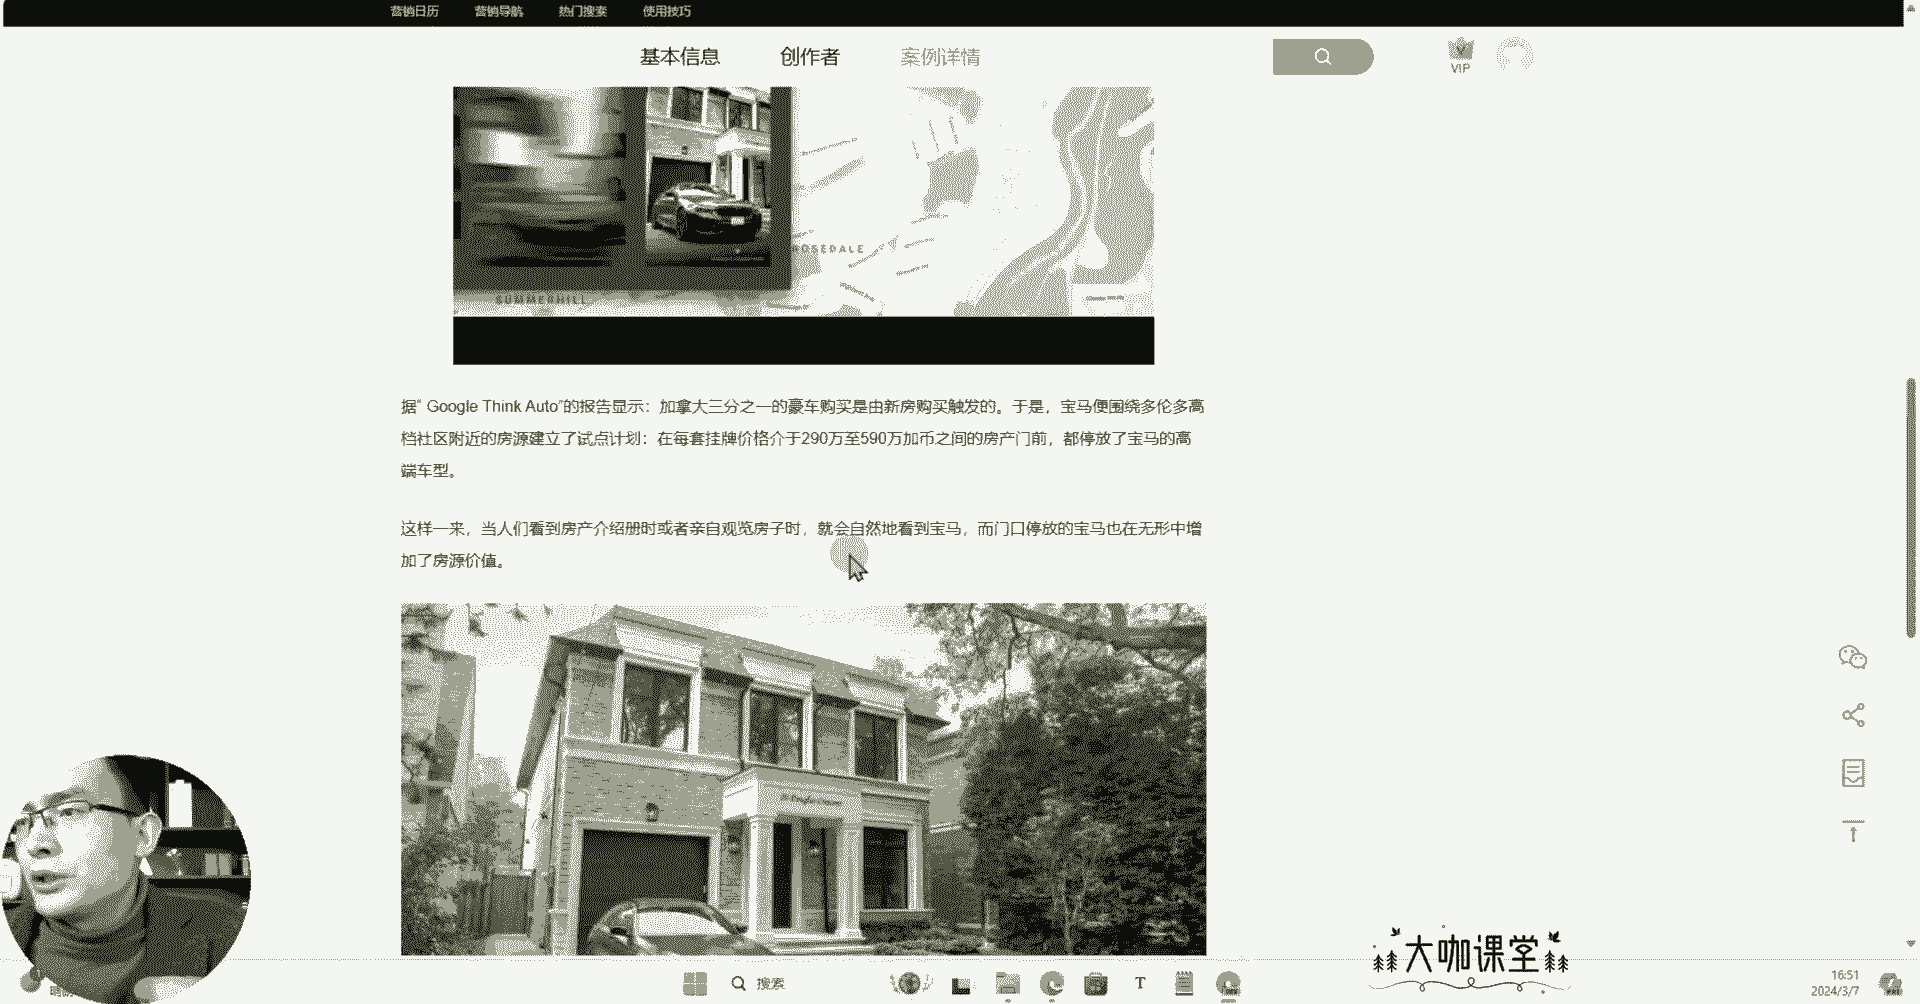 营销日历 营销导航 热门搜索 使用技巧
基本信息 创作者 案例详情
VIP
ROSEDALE
SUMMERHILL
据“ Google Think Auto”的报告显示：加拿大三分之一的豪车购买是由新房购买触发的。于是，宝马便围绕多伦多高
档社区附近的房源建立了试点计划：在每套挂牌价格介于290万至590万加币之间的房产门前，都停放了宝马的高
端车型。
这样一来，当人们看到房产介绍册时或者亲自观览房子时，就会自然地看到宝马，而门口停放的宝马也在无形中增
加了房源价值。
大咖课堂
搜索
T
16:51
2024/3/7